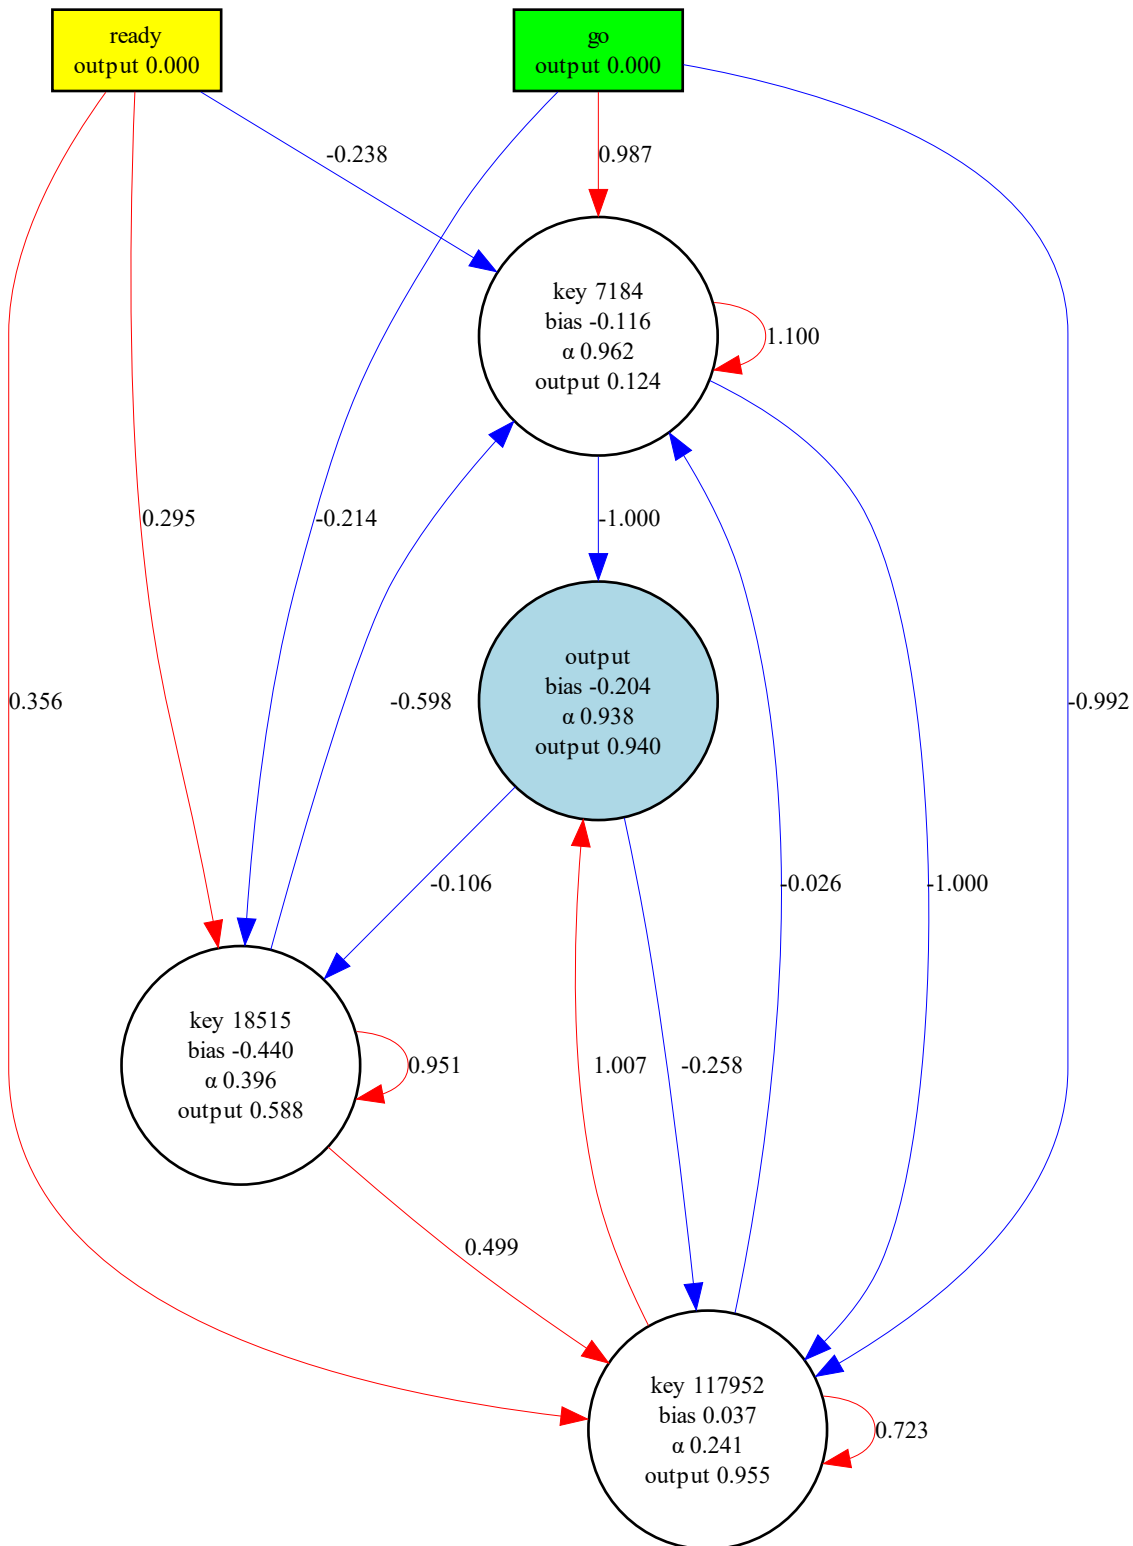 ready
output 0.000
go
output 0.000
-0.238
0.987
key 7184
bias -0.116
α 0.962
output 0.124
1.100
0.295
-0.214
-1.000
output
bias -0.204
α 0.938
output 0.940
0.356
-0.598
-0.992
-0.106
-0.026
-1.000
key 18515
bias -0.440
α 0.396
output 0.588
0.951
1.007
-0.258
0.499
key 117952
bias 0.037
α 0.241
output 0.955
0.723